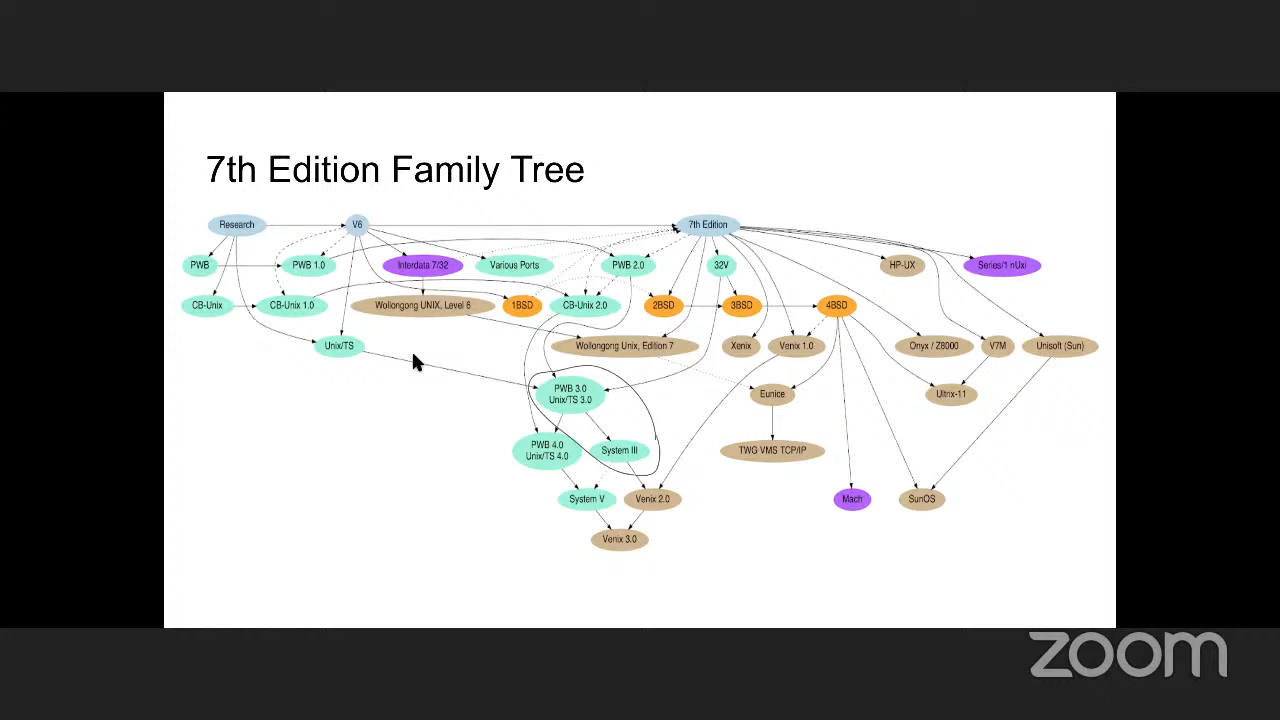 7th Edition Family Tree
Research
V6
7th Edition
PWB
PWB 1.0
Interdata 7/32
Various Ports
PWB 2.0
32V
HP-UX
Series/1 nUxi
CB-Unix
CB-Unix 1.0
Wollongong UNIX, Level 6
1BSD
CB-Unix 2.0
2BSD
3BSD
4BSD
Unix/TS
Wollongong Unix, Edition 7
Xenix
Venix 1.0
Onyx / Z8000
V7M
Unisoft (Sun)
PWB 3.0
Unix/TS 3.0
Eunice
Ultrix-11
PWB 4.0
Unix/TS 4.0
System III
TWG VMS TCP/IP
System V
Venix 2.0
Mach
SunOS
Venix 3.0
zoom